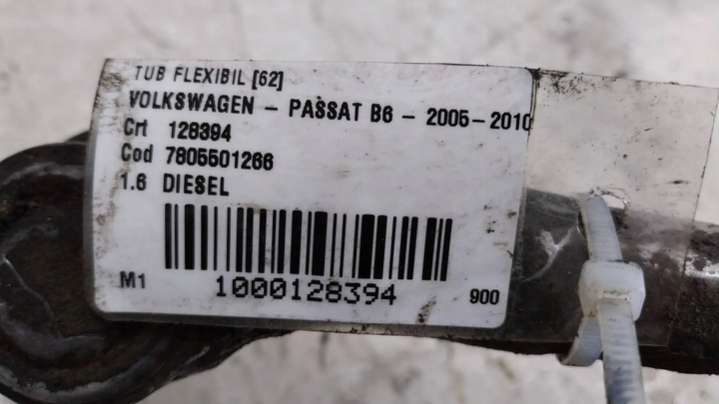 TUB FLEXIBIL [62]
VOLKSWAGEN - PASSAT B6 - 2005-2010
Crt 128394
Cod 7805501266
1.6 DIESEL
1000128394
M1 900